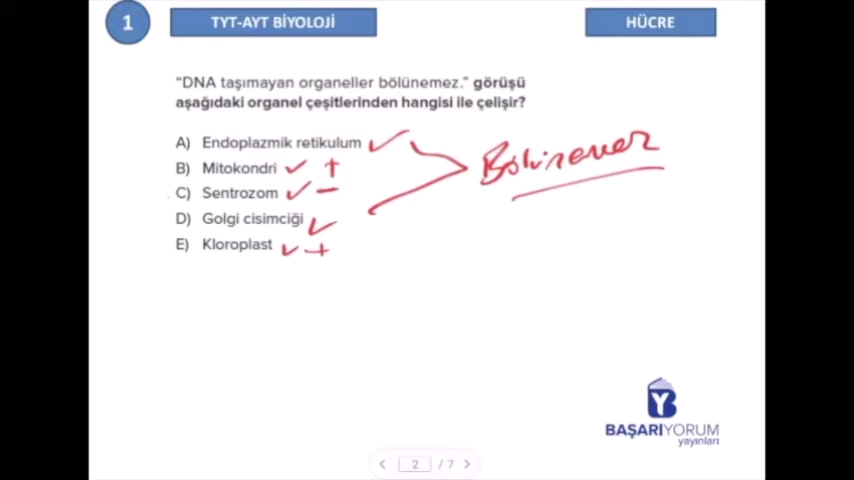 1
TYT-AYT BİYOLOJİ
HÜCRE
“DNA taşımayan organeller bölünemez.” görüşü
aşağıdaki organel çeşitlerinden hangisi ile çelişir?
A) Endoplazmik retikulum
B) Mitokondri +
C) Sentrozom –
D) Golgi cisimciği
E) Kloroplast +
Bölünemez
BAŞARIYORUM
yayınları
< 2 / 7 >